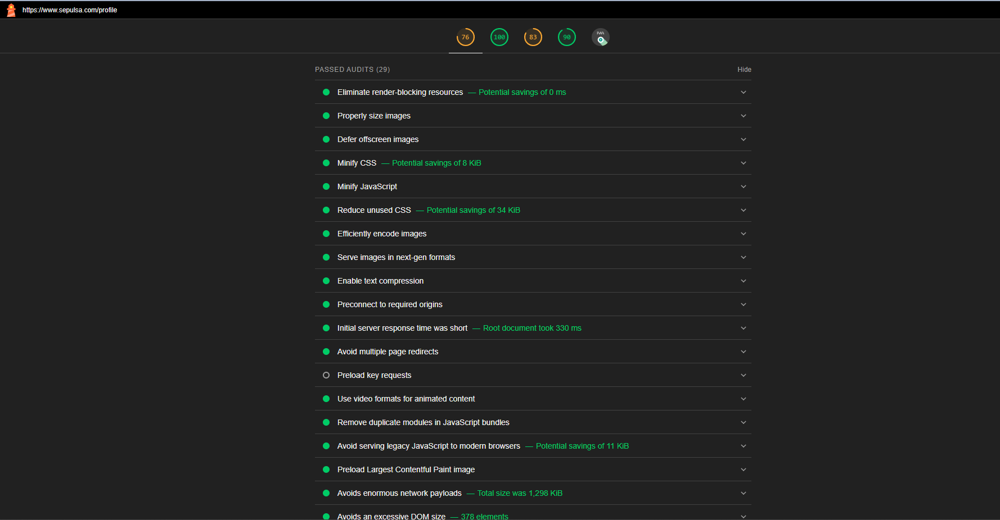 https://www.sepulsa.com/profile
76
100
83
90
PWA
PASSED AUDITS (29)
Hide
Eliminate render-blocking resources — Potential savings of 0 ms
Properly size images
Defer offscreen images
Minify CSS — Potential savings of 8 KiB
Minify JavaScript
Reduce unused CSS — Potential savings of 34 KiB
Efficiently encode images
Serve images in next-gen formats
Enable text compression
Preconnect to required origins
Initial server response time was short — Root document took 330 ms
Avoid multiple page redirects
Preload key requests
Use video formats for animated content
Remove duplicate modules in JavaScript bundles
Avoid serving legacy JavaScript to modern browsers — Potential savings of 11 KiB
Preload Largest Contentful Paint image
Avoids enormous network payloads — Total size was 1,298 KiB
Avoids an excessive DOM size — 378 elements